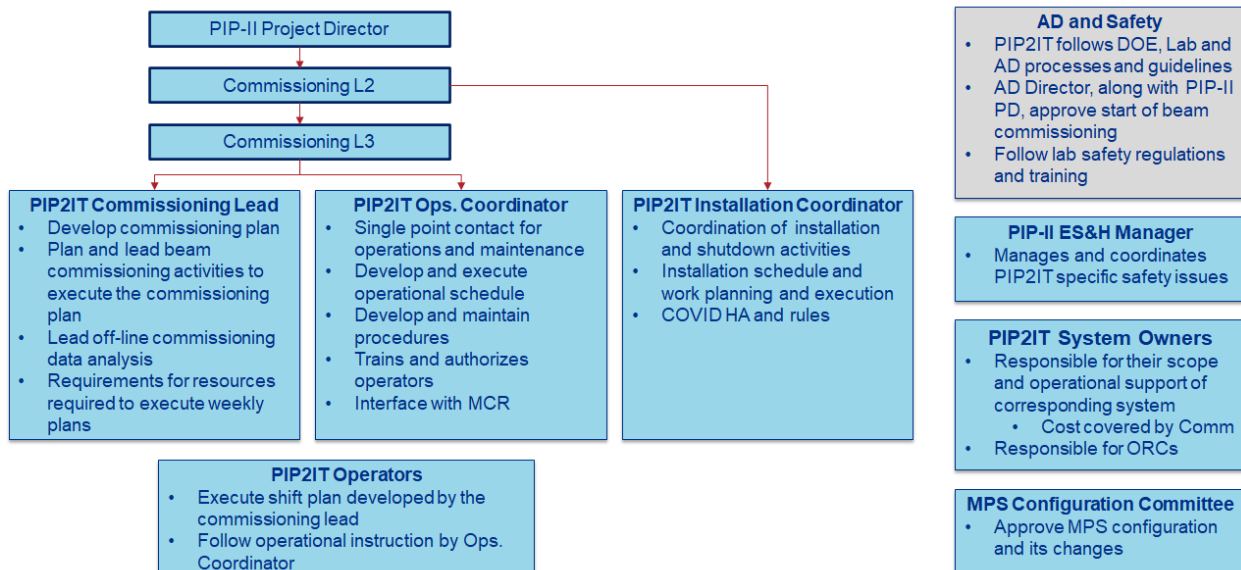 PIP-II Project Director
Commissioning L2
Commissioning L3
PIP2IT Commissioning Lead
• Develop commissioning plan
• Plan and lead beam
commissioning activities to
execute the commissioning
plan
• Lead off-line commissioning
data analysis
• Requirements for resources
required to execute weekly
plans
PIP2IT Ops. Coordinator
• Single point contact for
operations and maintenance
• Develop and execute
operational schedule
• Develop and maintain
procedures
• Trains and authorizes
operators
• Interface with MCR
PIP2IT Installation Coordinator
• Coordination of installation
and shutdown activities
• Installation schedule and
work planning and execution
• COVID HA and rules
PIP2IT Operators
• Execute shift plan developed by the
commissioning lead
• Follow operational instruction by Ops.
Coordinator
AD and Safety
• PIP2IT follows DOE, Lab and
AD processes and guidelines
• AD Director, along with PIP-II
PD, approve start of beam
commissioning
• Follow lab safety regulations
and training
PIP-II ES&H Manager
• Manages and coordinates
PIP2IT specific safety issues
PIP2IT System Owners
• Responsible for their scope
and operational support of
corresponding system
• Cost covered by Comm
• Responsible for ORCs
MPS Configuration Committee
• Approve MPS configuration
and its changes